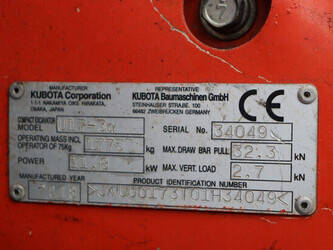 MANUFACTURER
KUBOTA Corporation
1-1-1 NAKAMIYA OIKE HIRAKATA,
OSAKA, JAPAN
REPRESENTATIVE
KUBOTA Baumaschinen GmbH
STEINHAUSER STRAßE 100
66482 ZWEIBRÜCKEN GERMANY
CE
COMPACT EXCAVATOR
MODEL
SERIAL No. 34049
OPERATING MASS INCL.
OPERATOR OF 75Kg kg
MAX.DRAW BAR PULL 32.3 kN
POWER kW
MAX.VERT.LOAD 2.7 kN
MANUFACTURED YEAR
PRODUCT IDENTIFICATION NUMBER